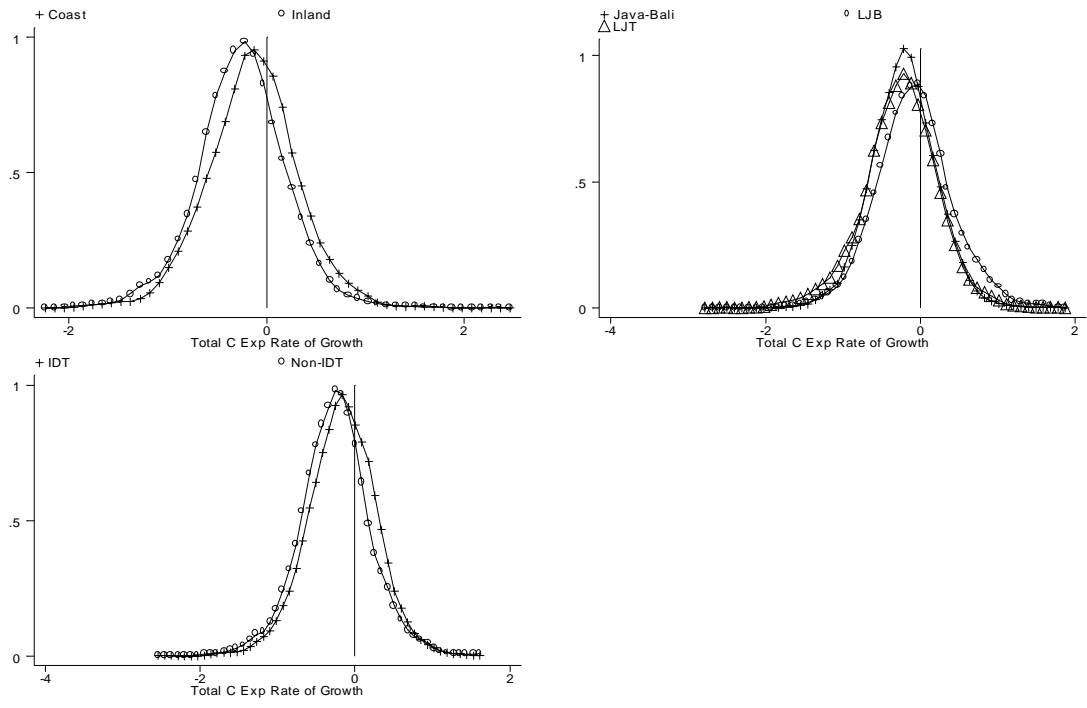 + Coast
o Inland
1
.5
0
-2
0
2
Total C Exp Rate of Growth
+ Java-Bali
o LJB
△ LJT
1
.5
0
-4
-2
0
2
Total C Exp Rate of Growth
+ IDT
o Non-IDT
1
.5
0
-4
-2
0
2
Total C Exp Rate of Growth